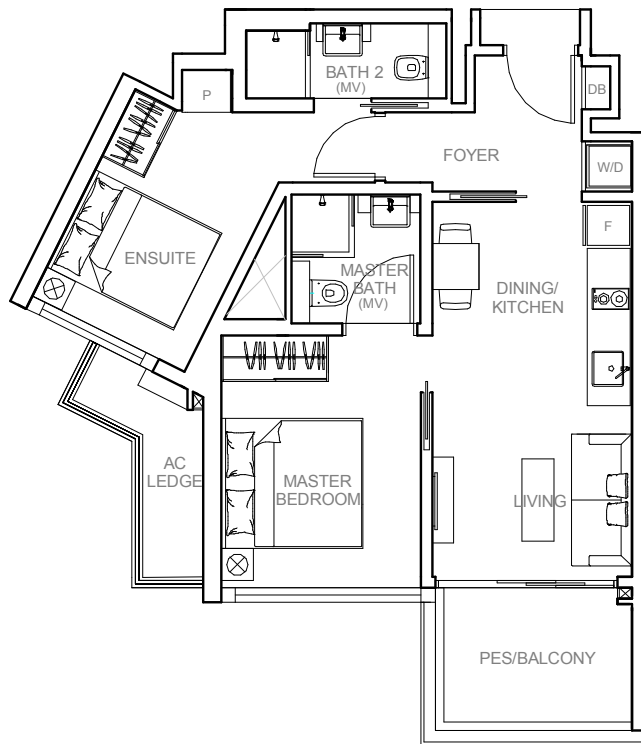 BATH 2
(MV)
P
DB
FOYER
W/D
F
ENSUITE
MASTER
BATH
(MV)
DINING/
KITCHEN
AC
LEDGE
MASTER
BEDROOM
LIVING
PES/BALCONY